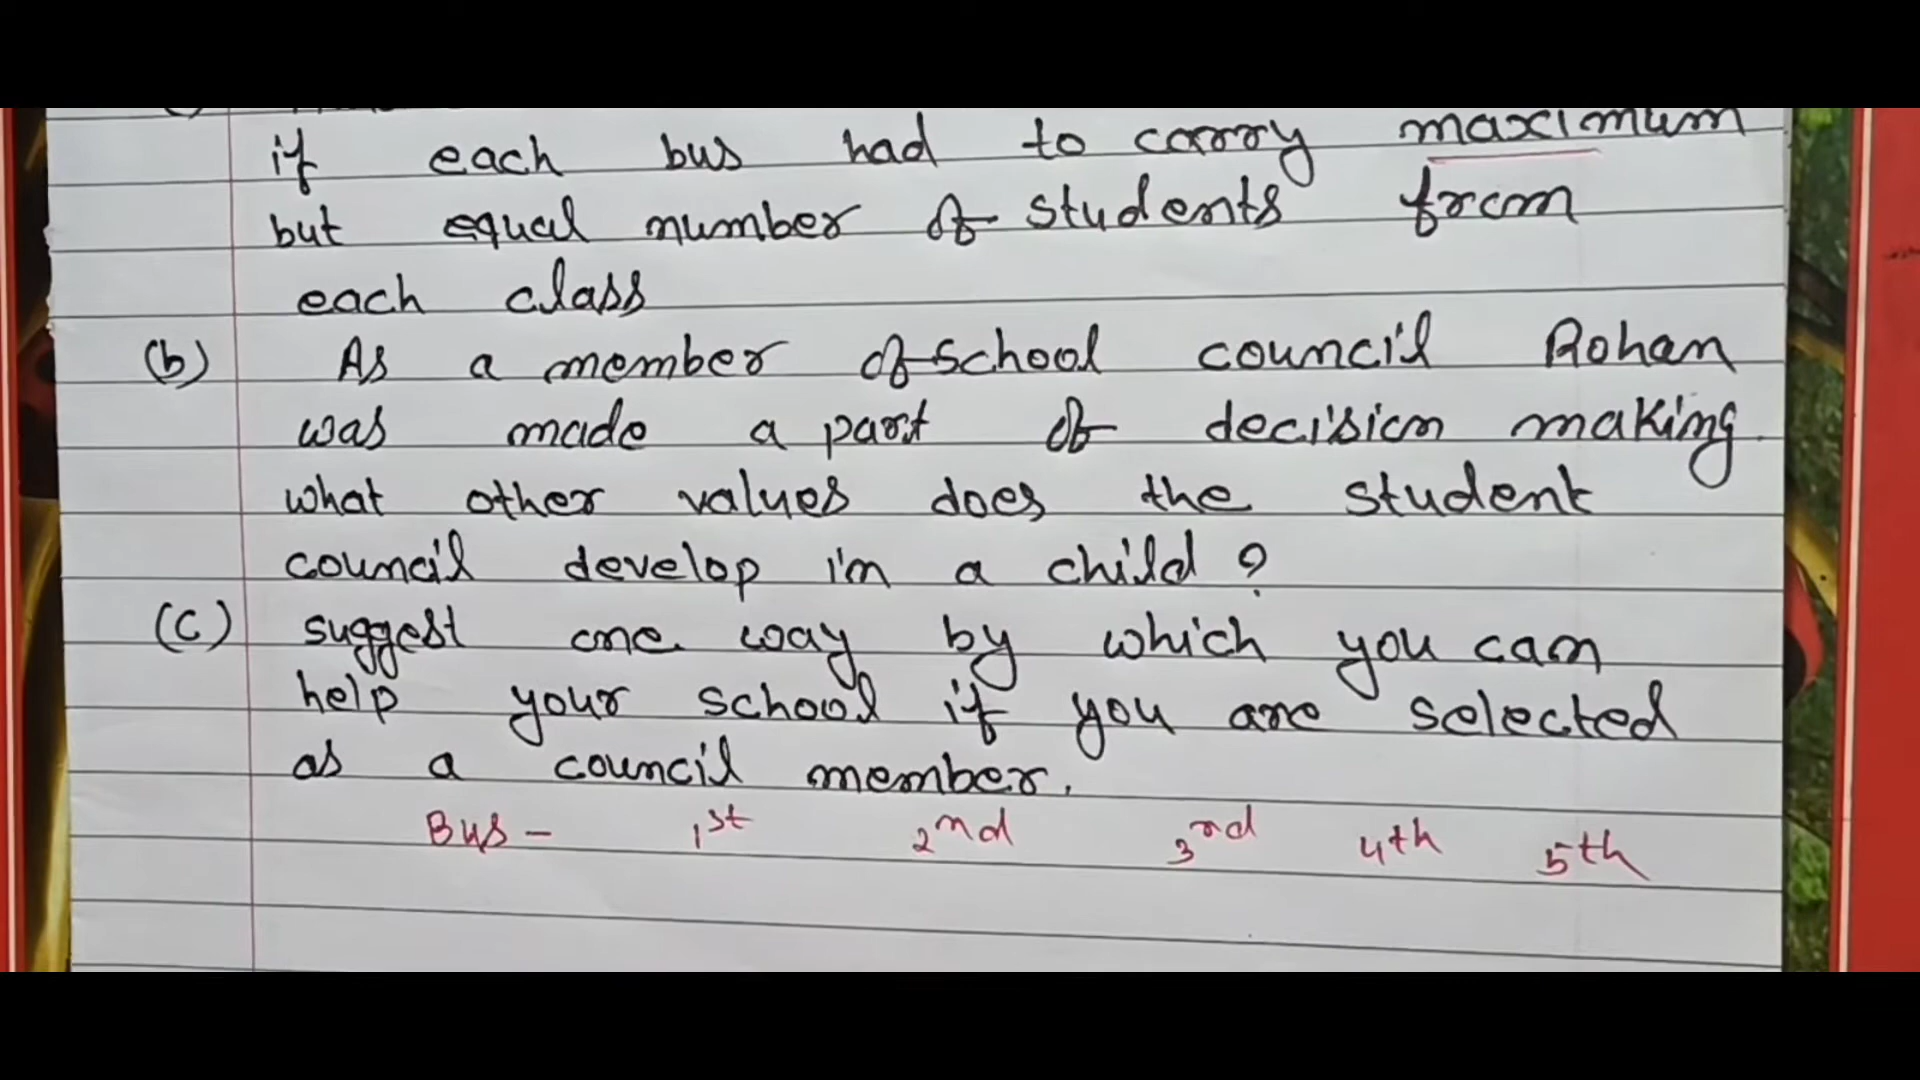 if each bus had to carry maximum
but equal number of students from
each class
(b) As a member of school council Rohan
was made a part of decision making.
what other values does the student
council develop in a child ?
(c) suggest one way by which you can
help your school if you are selected
as a council member.
Bus - 1st 2nd 3rd 4th 5th